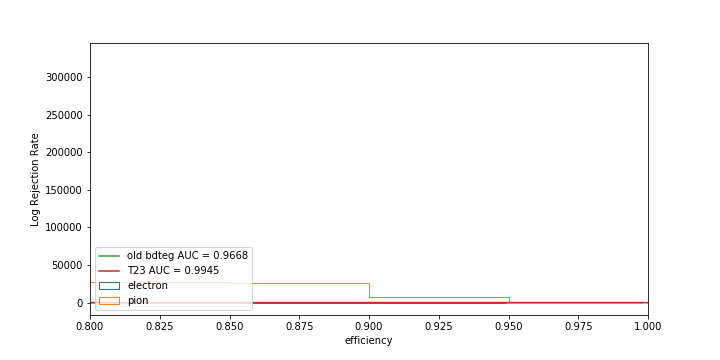 300000
250000
200000
150000
100000
50000
0
Log Rejection Rate
old bdteg AUC = 0.9668
T23 AUC = 0.9945
electron
pion
0.800 0.825 0.850 0.875 0.900 0.925 0.950 0.975 1.000
efficiency